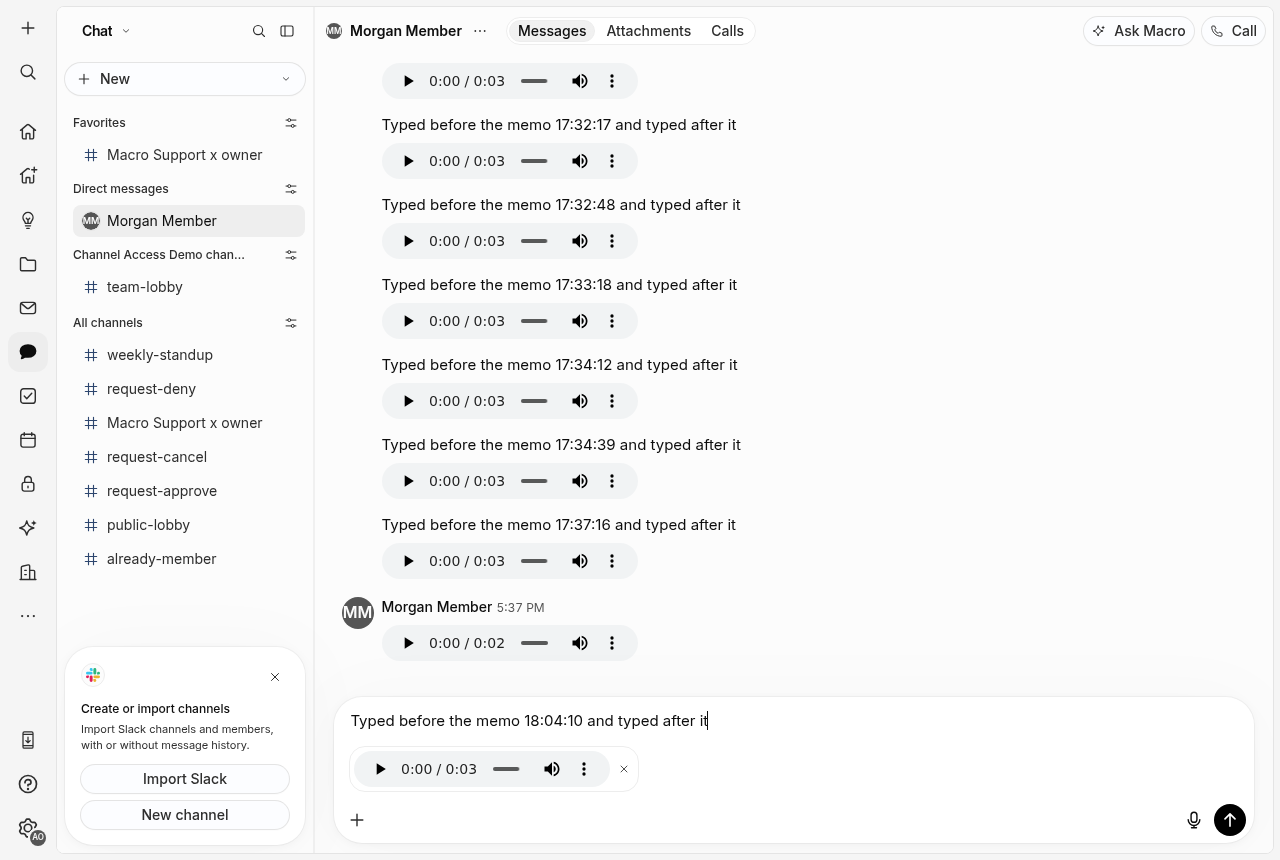 Chat
New
Favorites
Macro Support x owner
Direct messages
MM Morgan Member
Channel Access Demo chan...
team-lobby
All channels
weekly-standup
request-deny
Macro Support x owner
request-cancel
request-approve
public-lobby
already-member
Create or import channels
Import Slack channels and members,
with or without message history.
Import Slack
New channel
AO
MM Morgan Member
Messages Attachments Calls
Ask Macro
Call
0:00 / 0:03
Typed before the memo 17:32:17 and typed after it
0:00 / 0:03
Typed before the memo 17:32:48 and typed after it
0:00 / 0:03
Typed before the memo 17:33:18 and typed after it
0:00 / 0:03
Typed before the memo 17:34:12 and typed after it
0:00 / 0:03
Typed before the memo 17:34:39 and typed after it
0:00 / 0:03
Typed before the memo 17:37:16 and typed after it
0:00 / 0:03
MM Morgan Member 5:37 PM
0:00 / 0:02
Typed before the memo 18:04:10 and typed after it
0:00 / 0:03